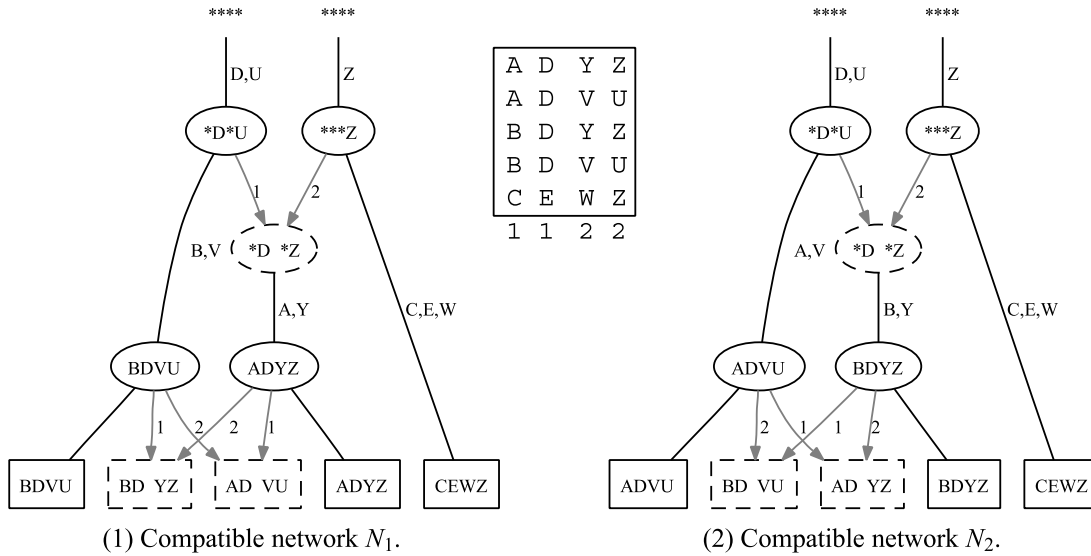 **** **** **** ****
D,U Z D,U Z
*D*U ***Z *D*U ***Z
1 2 1 2
A D Y Z
A D V U
B D Y Z
B D V U
C E W Z
1 1 2 2
B,V *D *Z A,V *D *Z
A,Y C,E,W B,Y C,E,W
BDVU ADYZ ADVU BDYZ
1 2 2 1 2 1 1 2
BDVU BD YZ AD VU ADYZ CEWZ ADVU BD VU AD YZ BDYZ CEWZ
(1) Compatible network N₁. (2) Compatible network N₂.